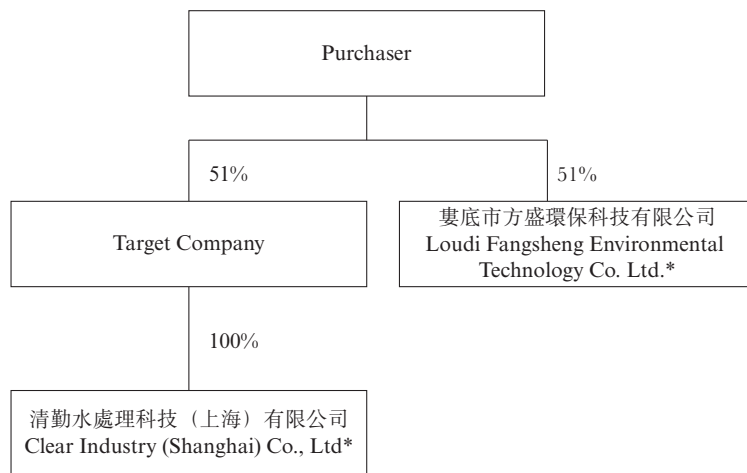 Purchaser
51%
51%
Target Company
婁底市方盛環保科技有限公司
Loudi Fangsheng Environmental
Technology Co. Ltd.*
100%
清勤水處理科技（上海）有限公司
Clear Industry (Shanghai) Co., Ltd*